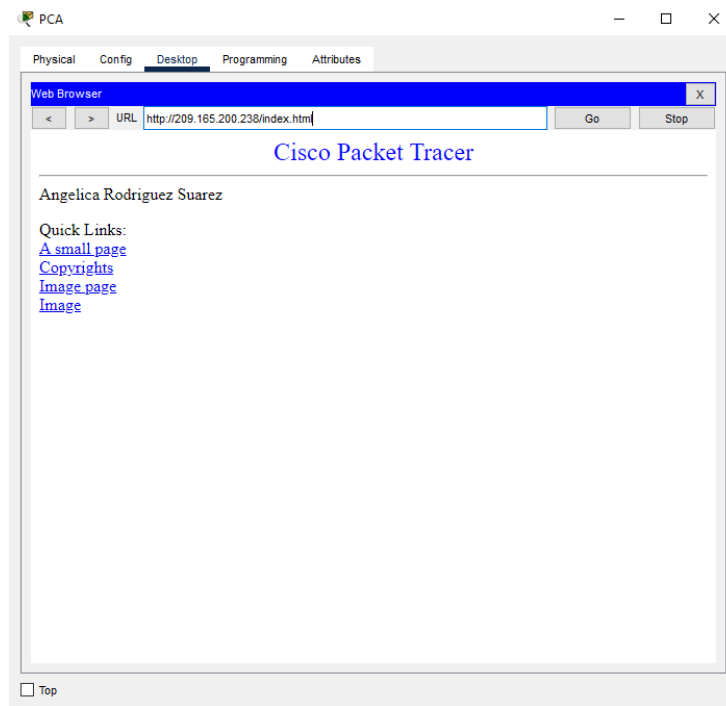 PCA
Physical Config Desktop Programming Attributes
Web Browser X
< > URL http://209.165.200.238/index.html Go Stop
Cisco Packet Tracer
Angelica Rodriguez Suarez
Quick Links:
A small page
Copyrights
Image page
Image
Top